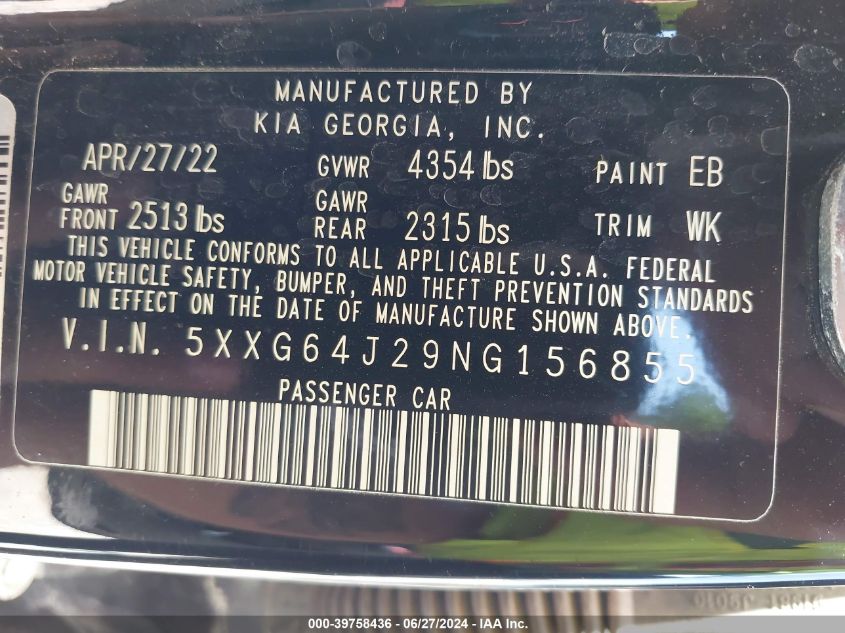 MANUFACTURED BY
KIA GEORGIA, INC.
APR/27/22 GVWR 4354 lbs PAINT EB
GAWR FRONT 2513 lbs GAWR REAR 2315 lbs TRIM WK
THIS VEHICLE CONFORMS TO ALL APPLICABLE U.S.A. FEDERAL
MOTOR VEHICLE SAFETY, BUMPER, AND THEFT PREVENTION STANDARDS
IN EFFECT ON THE DATE OF MANUFACTURE SHOWN ABOVE.
V.I.N. 5XXG64J29NG156855
PASSENGER CAR
000-39758436 - 06/27/2024 - IAA Inc.